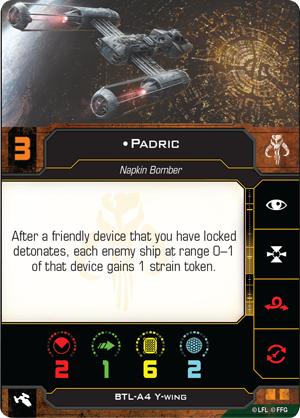 3
• Padric
Napkin Bomber
After a friendly device that you have locked
detonates, each enemy ship at range 0–1
of that device gains 1 strain token.
2 1 6 2
BTL-A4 Y-wing
© LFL © FFG